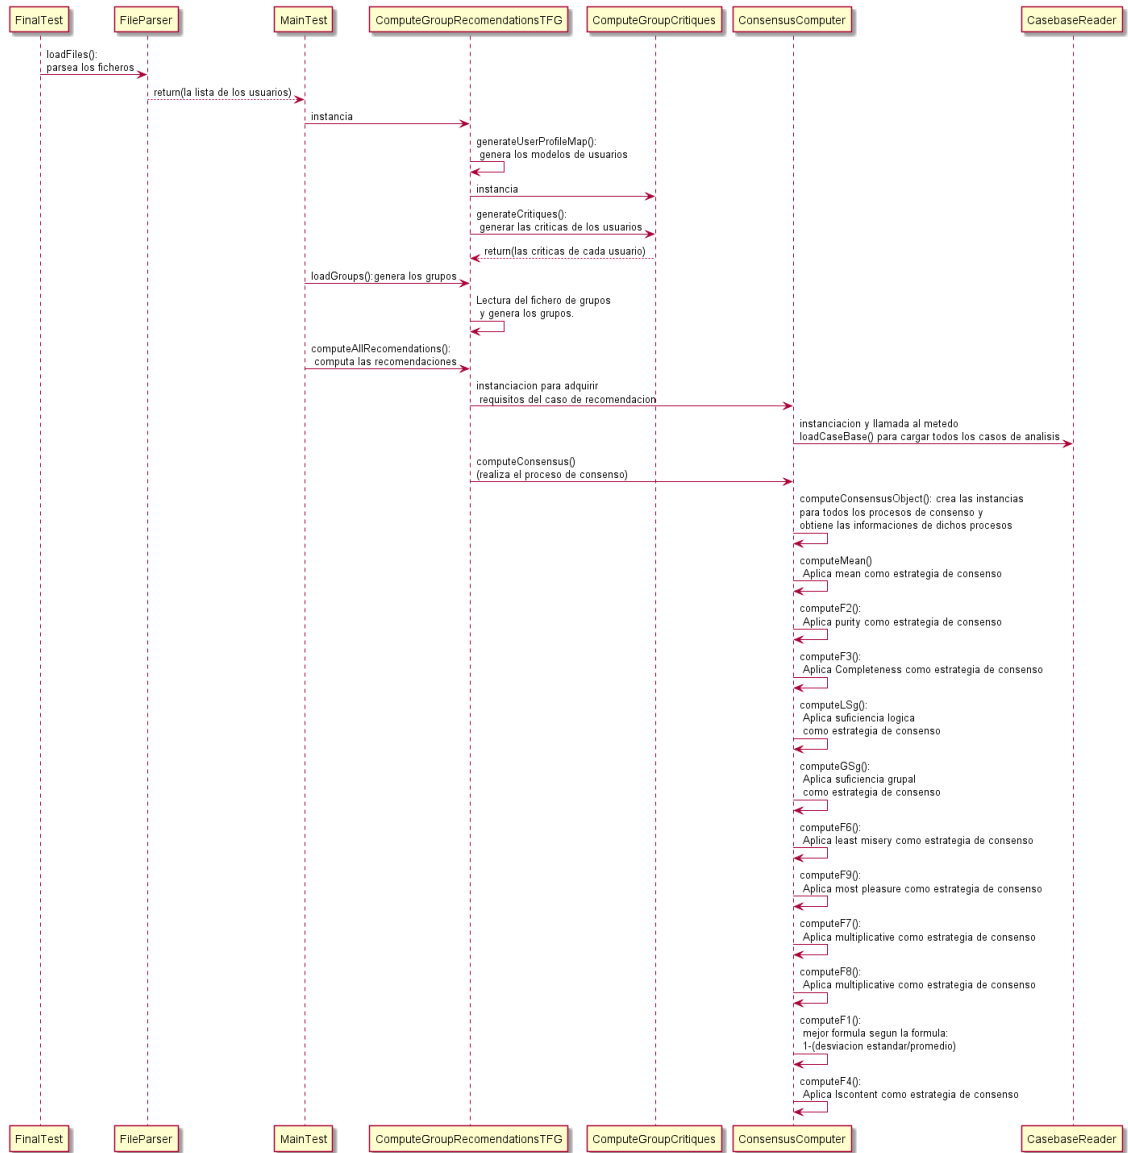 FinalTest
FileParser
MainTest
ComputeGroupRecomendationsTFG
ComputeGroupCritiques
ConsensusComputer
CasebaseReader
loadFiles():
parsea los ficheros
return(la lista de los usuarios)
instancia
generateUserProfileMap():
genera los modelos de usuarios
instancia
generateCritiques():
generar las criticas de los usuarios
return(las criticas de cada usuario)
loadGroups():genera los grupos
Lectura del fichero de grupos
y genera los grupos.
computeAllRecomendations():
computa las recomendaciones
instanciacion para adquirir
requisitos del caso de recomendacion
instanciacion y llamada al metedo
loadCaseBase() para cargar todos los casos de analisis
computeConsensus()
(realiza el proceso de consenso)
computeConsensusObject(): crea las instancias
para todos los procesos de consenso y
obtiene las informaciones de dichos procesos
computeMean()
Aplica mean como estrategia de consenso
computeF2():
Aplica purity como estrategia de consenso
computeF3():
Aplica Completeness como estrategia de consenso
computeLSg():
Aplica suficiencia logica
como estrategia de consenso
computeGSg():
Aplica suficiencia grupal
como estrategia de consenso
computeF6():
Aplica least misery como estrategia de consenso
computeF9():
Aplica most pleasure como estrategia de consenso
computeF7():
Aplica multiplicative como estrategia de consenso
computeF8():
Aplica multiplicative como estrategia de consenso
computeF1():
mejor formula segun la formula:
1-(desviacion estandar/promedio)
computeF4():
Aplica Iscontent como estrategia de consenso
FinalTest
FileParser
MainTest
ComputeGroupRecomendationsTFG
ComputeGroupCritiques
ConsensusComputer
CasebaseReader